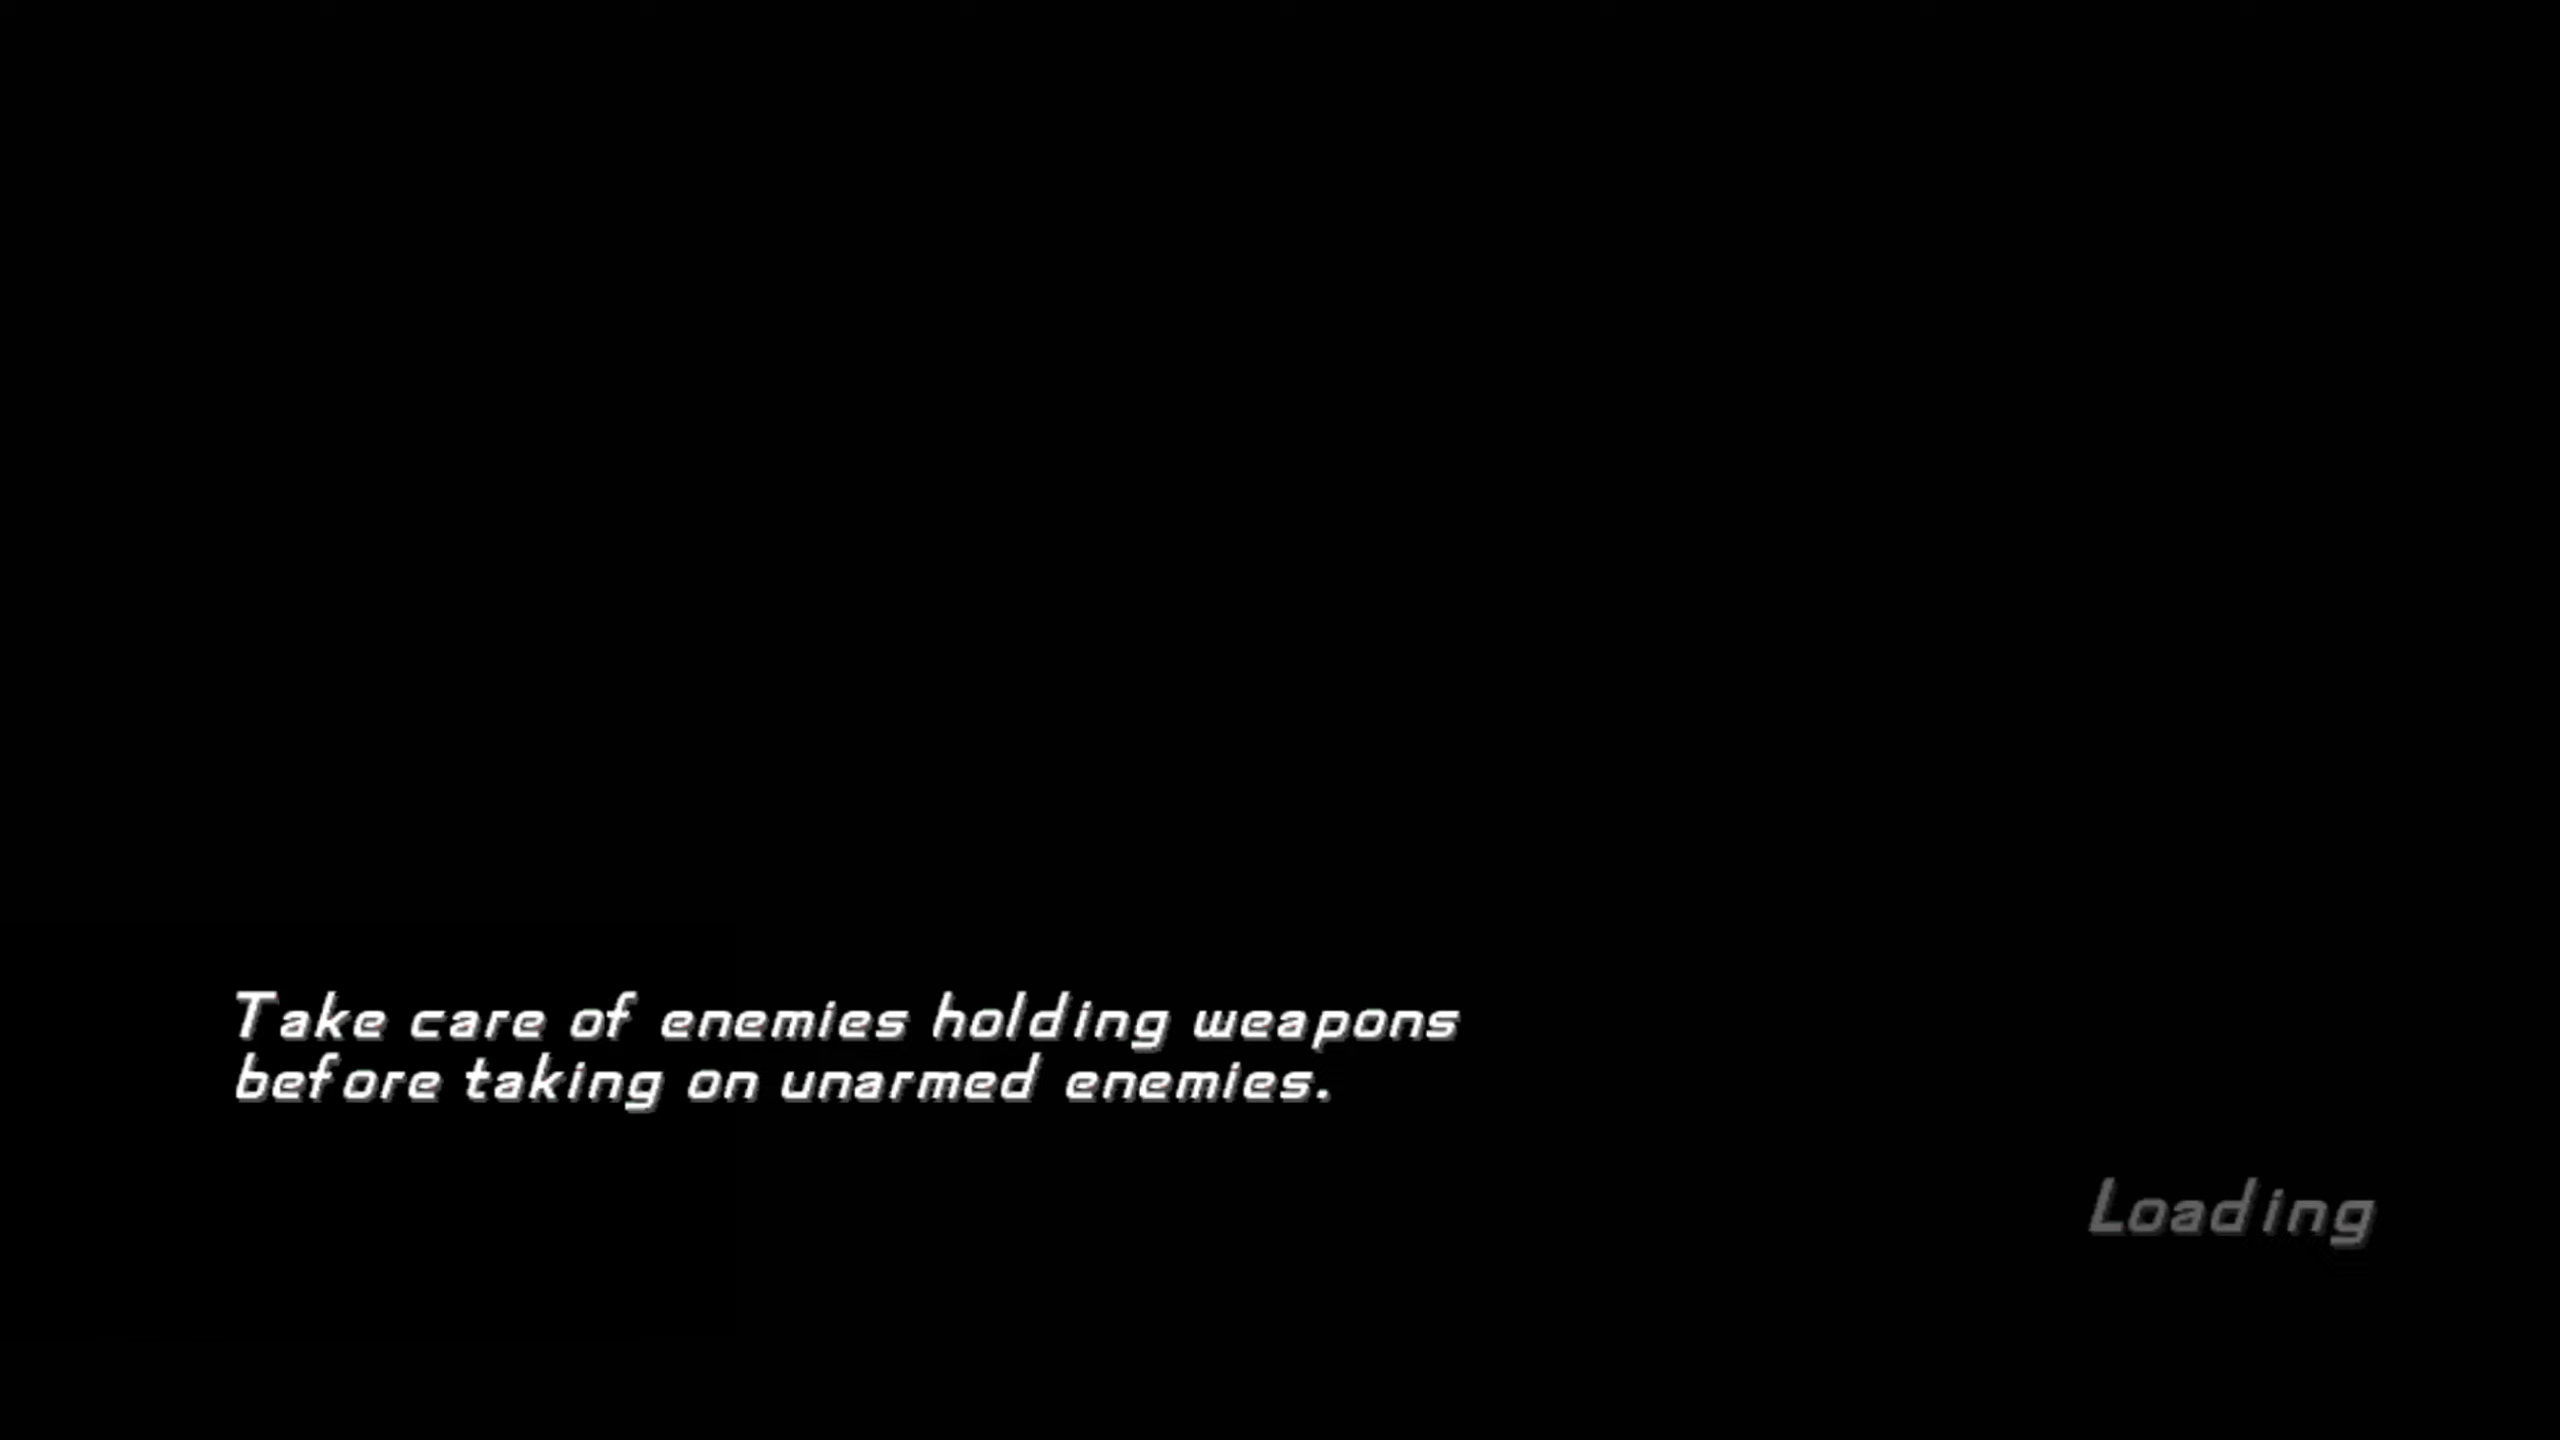 Take care of enemies holding weapons
before taking on unarmed enemies.
Loading